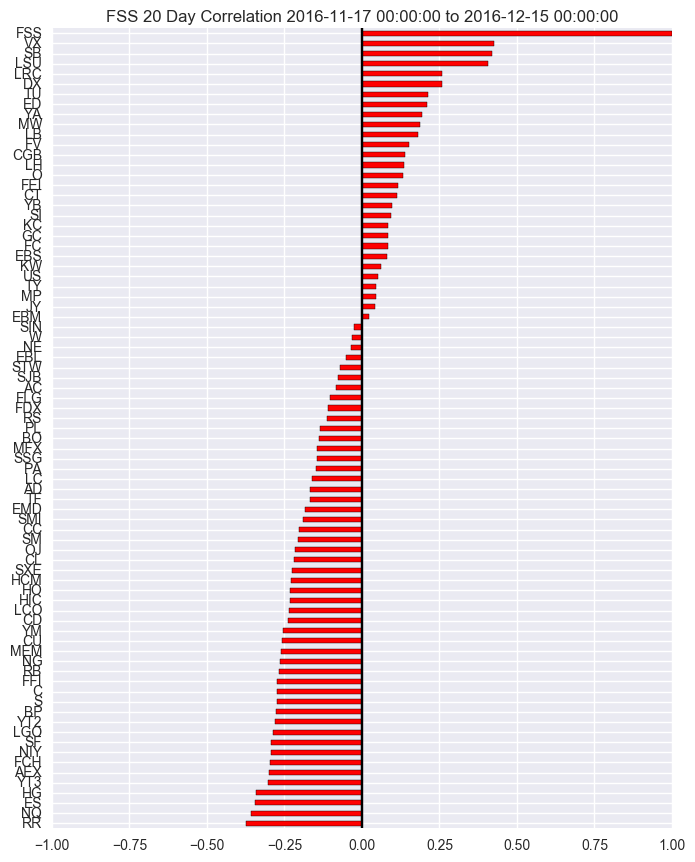 FSS 20 Day Correlation 2016-11-17 00:00:00 to 2016-12-15 00:00:00
FSS
VX
SB
LSU
LRC
DX
TU
ED
YA
MW
LB
FV
CGB
LH
O
FEI
CT
YB
SI
KC
GC
FC
EBS
KW
US
TY
MP
JY
EBM
SIN
W
NE
EBL
STW
SJB
AC
FLG
FDX
RS
PL
BO
MFX
SSG
PA
LC
AD
TF
EMD
SMI
CC
SM
OJ
CL
SXE
HCM
HO
HIC
LCO
CD
YM
CU
MEM
NG
RB
FFI
C
S
BP
YT2
LGO
SF
NIY
FCH
AEX
YT3
HG
ES
NQ
RR
−1.00 −0.75 −0.50 −0.25 0.00 0.25 0.50 0.75 1.00